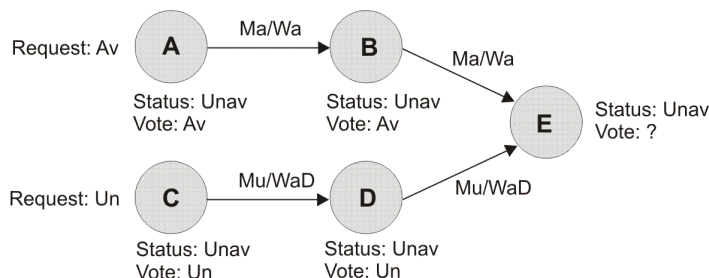 Request: Av
A
Ma/Wa
B
Status: Unav
Vote: Av
Status: Unav
Vote: Av
Ma/Wa
E
Status: Unav
Vote: ?
Request: Un
C
Mu/WaD
D
Mu/WaD
Status: Unav
Vote: Un
Status: Unav
Vote: Un